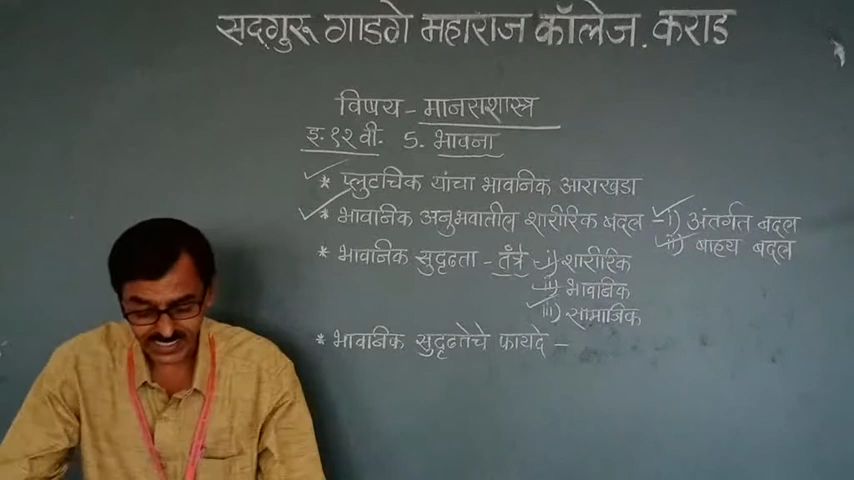 सद्गुरू गाडगे महाराज कॉलेज. कराड
विषय - मानसशास्त्र
इ. १२ वी. 5. भावना
* प्लुटचिक यांचा भावनिक आराखडा
* भावनिक अनुभवातील शारीरिक बदल - i) अंतर्गत बदल
ii) बाह्य बदल
* भावनिक सुदृढता - तंत्रे - i) शारीरिक
ii) भावनिक
iii) सामाजिक
* भावनिक सुदृढतेचे फायदे -